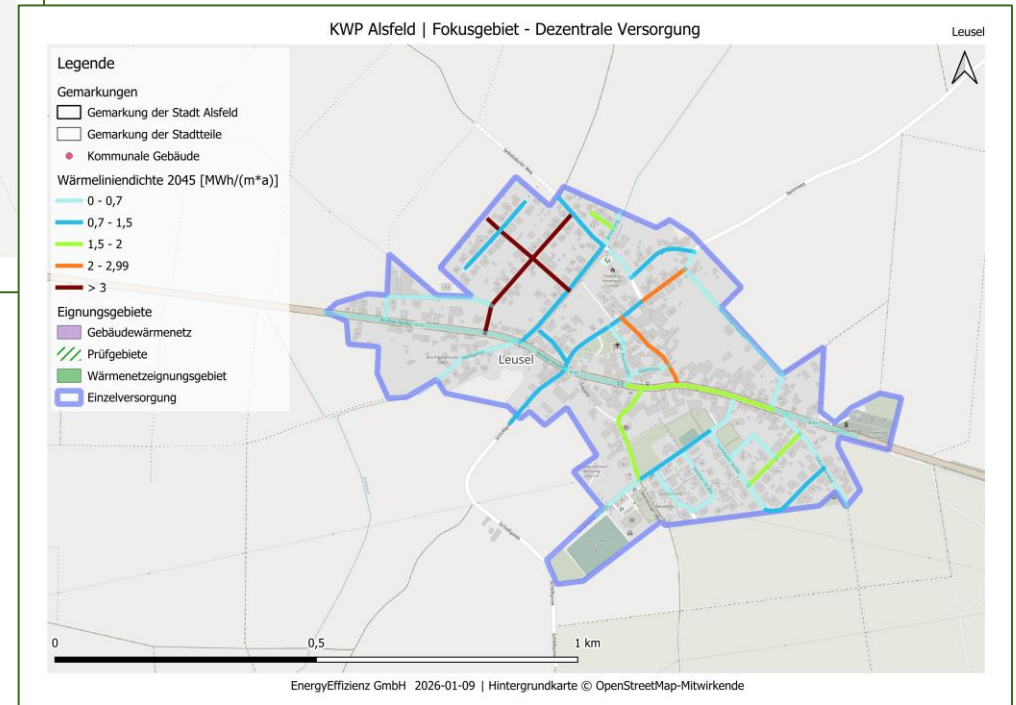 KWP Alsfeld | Fokusgebiet - Dezentrale Versorgung
Leusel
Legende
Gemarkungen
Gemarkung der Stadt Alsfeld
Gemarkung der Stadtteile
Kommunale Gebäude
Wärmeliniendichte 2045 [MWh/(m*a)]
0 - 0,7
0,7 - 1,5
1,5 - 2
2 - 2,99
> 3
Eignungsgebiete
Gebäudewärmenetz
Prüfgebiete
Wärmenetzeignungsgebiet
Einzelversorgung
Leusel
0 0,5 1 km
EnergyEffizienz GmbH 2026-01-09 | Hintergrundkarte © OpenStreetMap-Mitwirkende